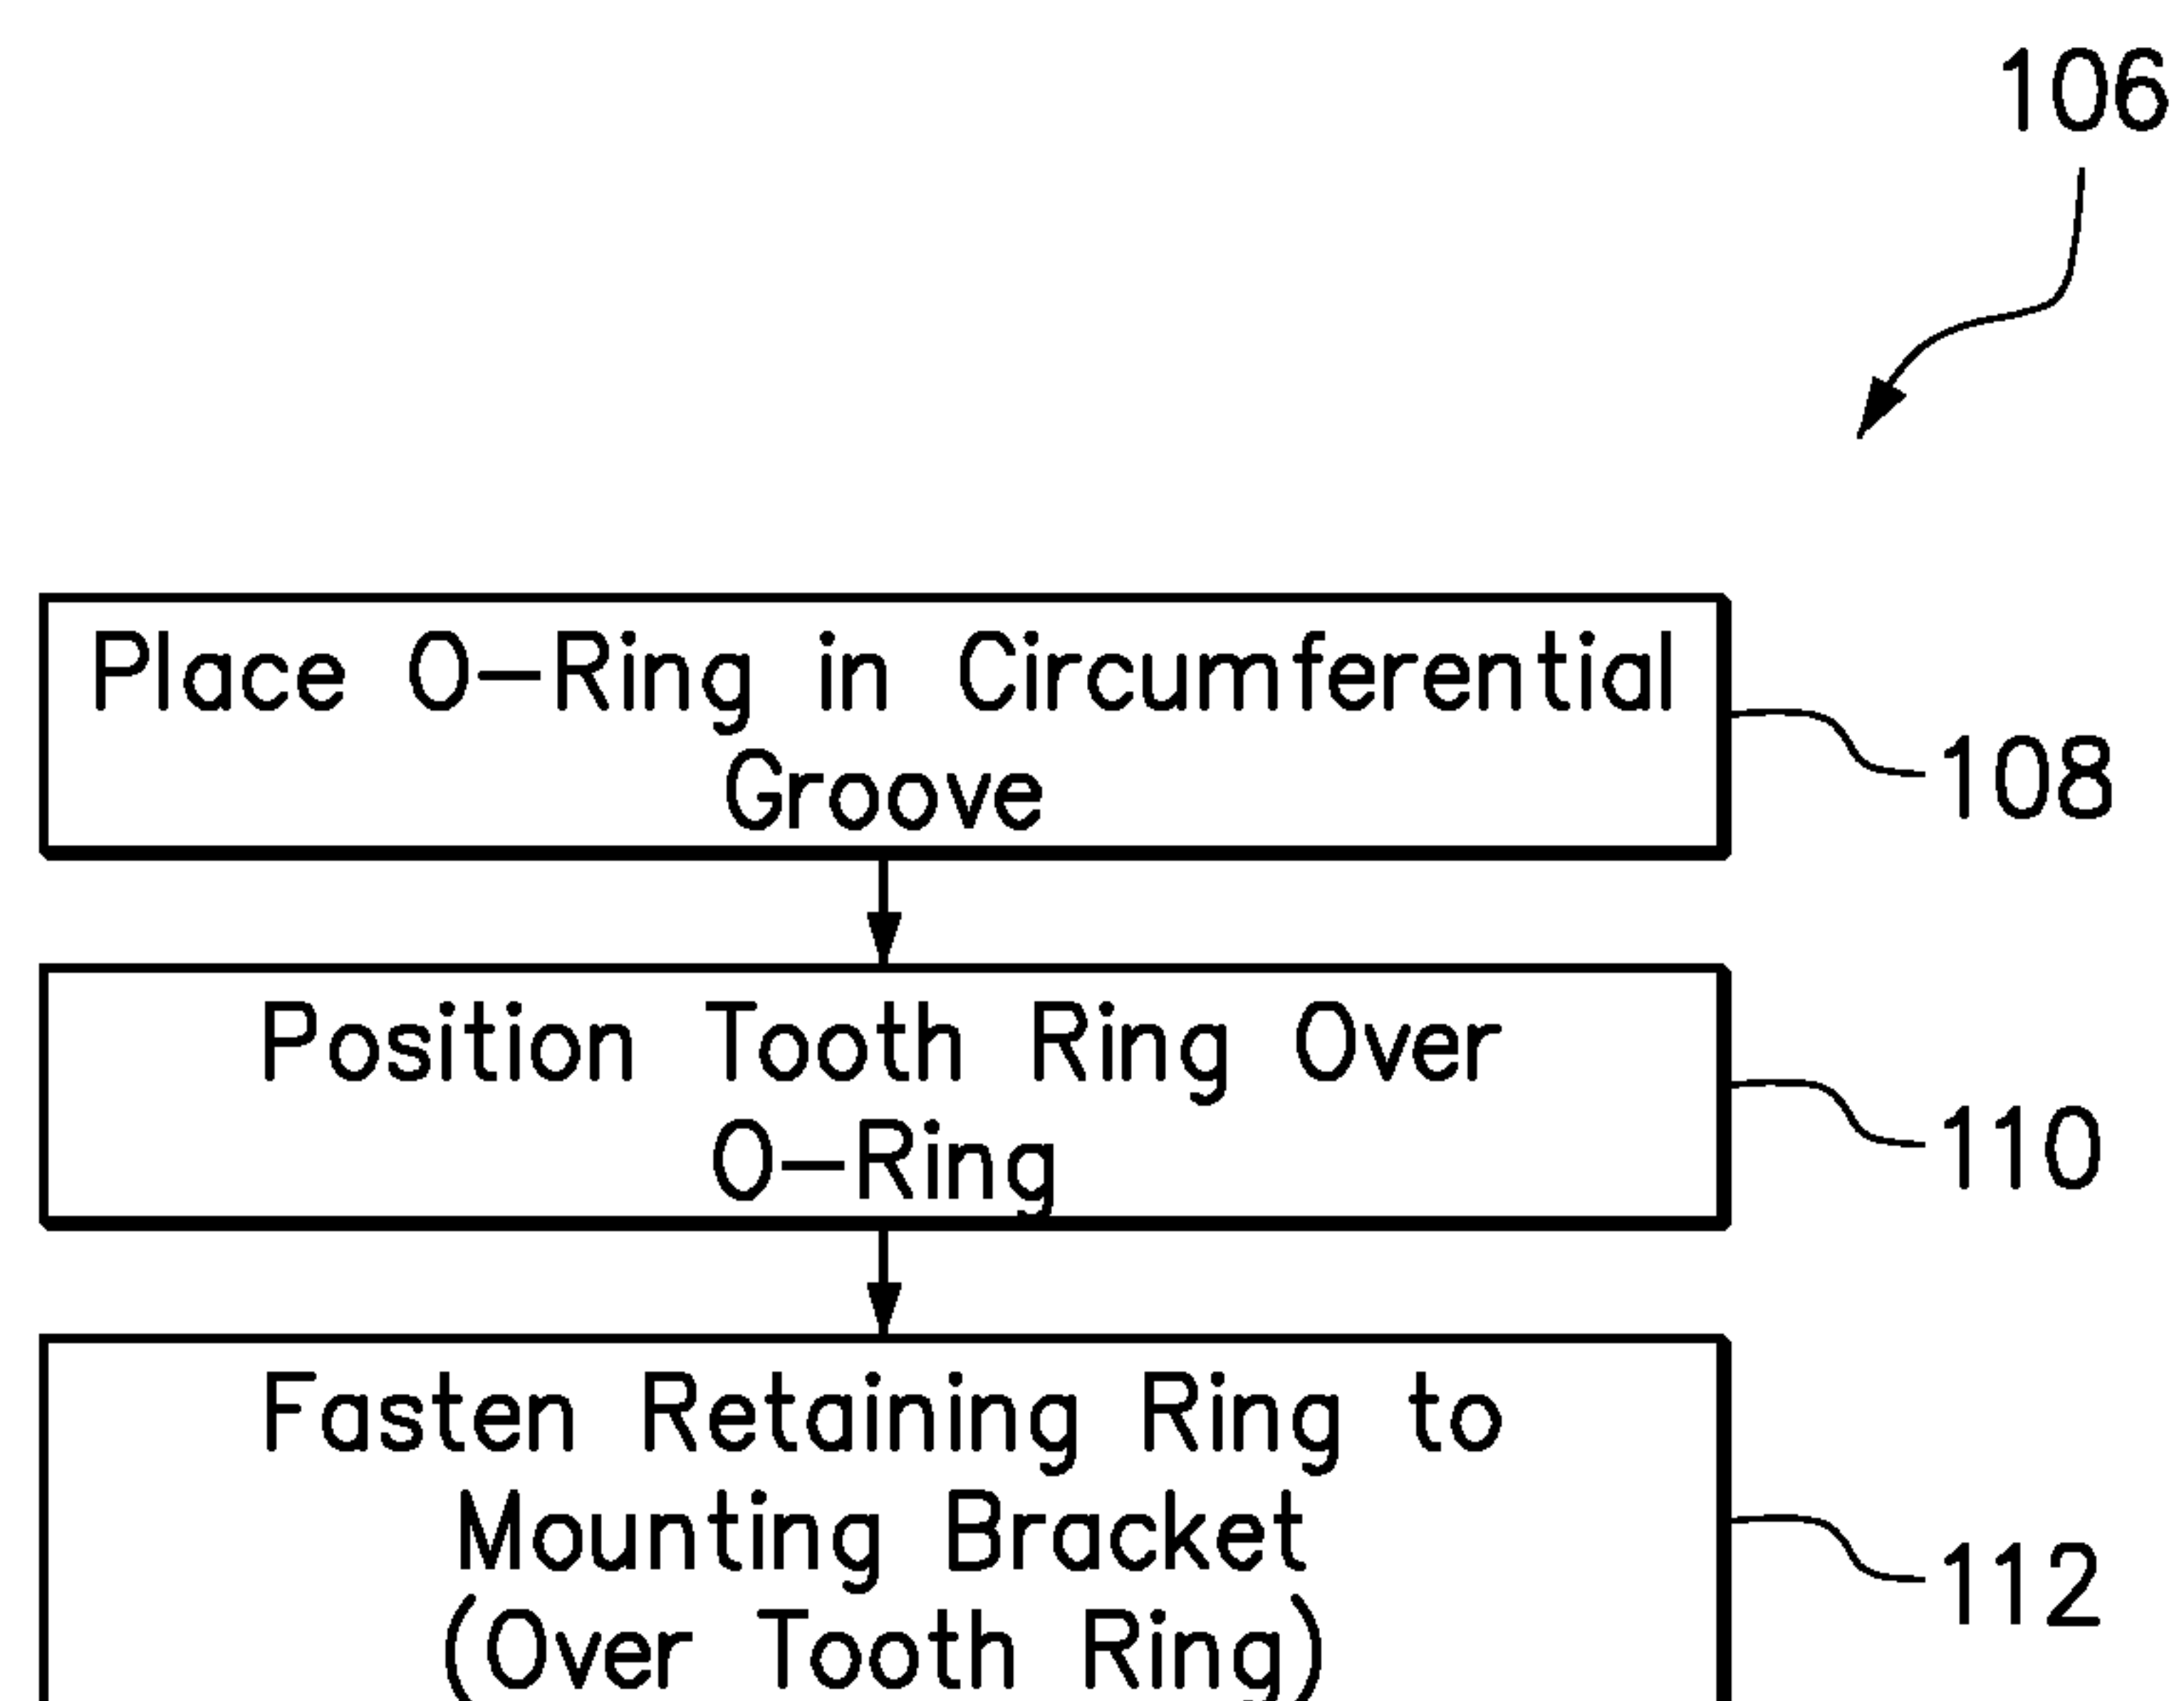 106
Place O–Ring in Circumferential
Groove
108
Position Tooth Ring Over
O–Ring
110
Fasten Retaining Ring to
Mounting Bracket
(Over Tooth Ring)
112